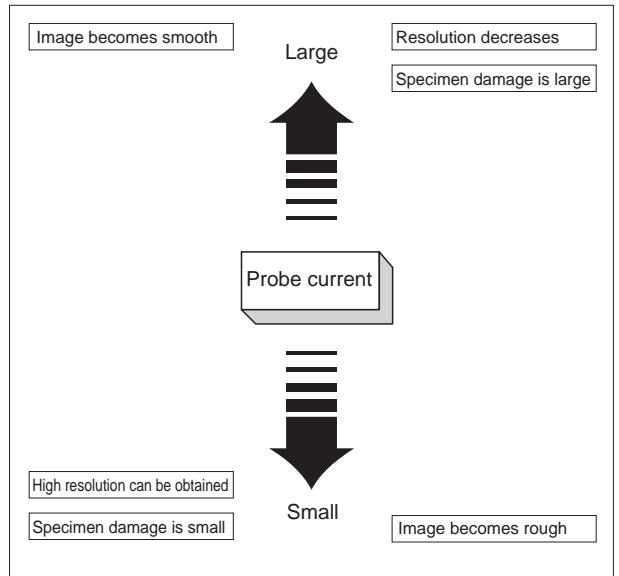 Image becomes smooth
Large
Resolution decreases
Specimen damage is large
Probe current
High resolution can be obtained
Specimen damage is small
Small
Image becomes rough